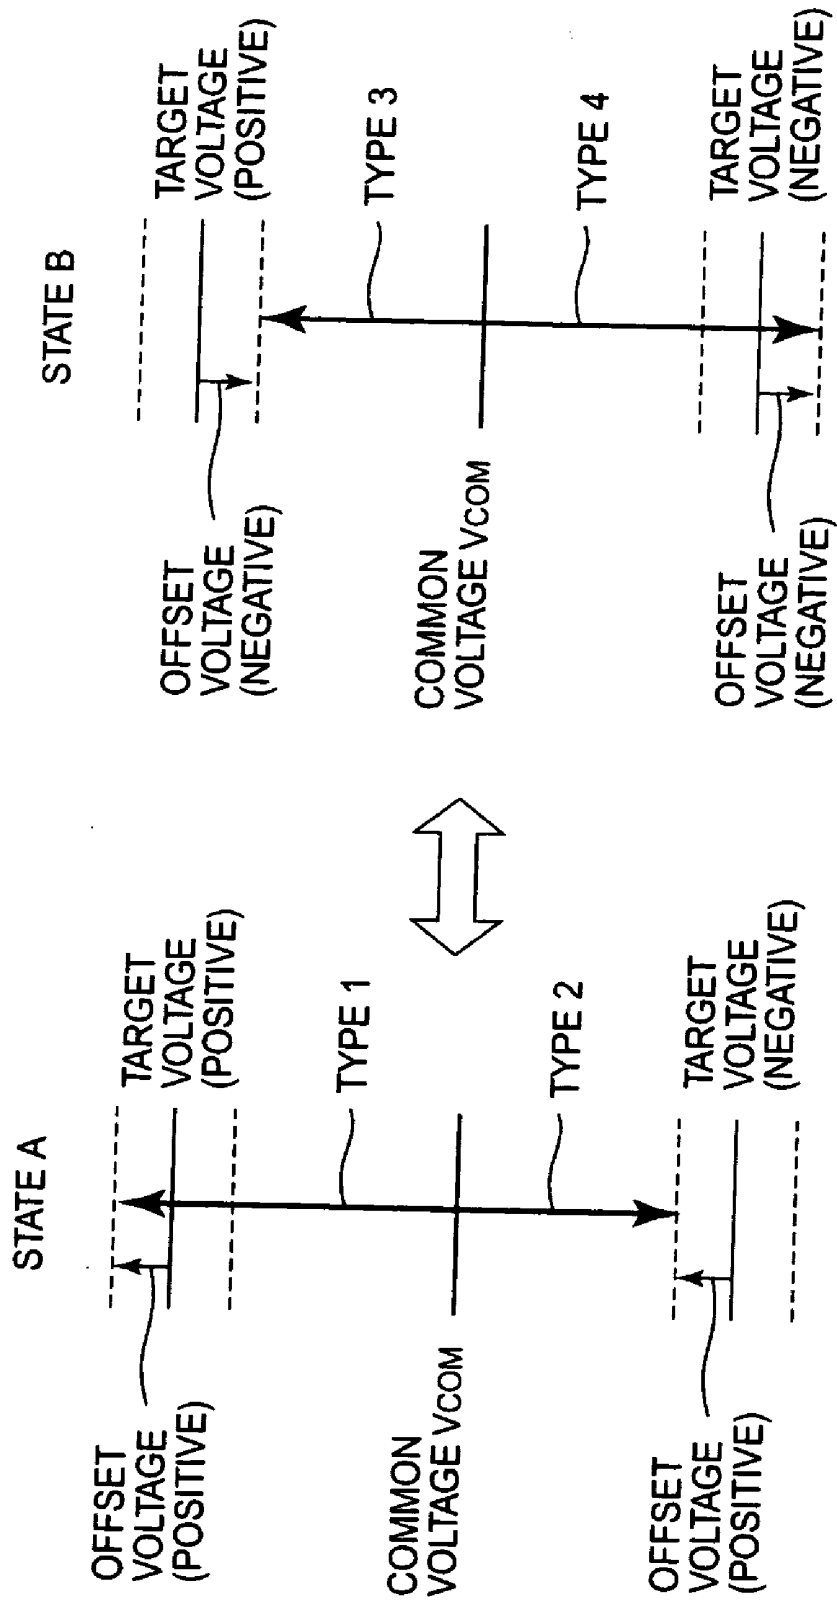 STATE A
OFFSET
VOLTAGE
(POSITIVE)
TARGET
VOLTAGE
(POSITIVE)
TYPE 1
COMMON
VOLTAGE VCOM
TYPE 2
OFFSET
VOLTAGE
(POSITIVE)
TARGET
VOLTAGE
(NEGATIVE)
STATE B
OFFSET
VOLTAGE
(NEGATIVE)
TARGET
VOLTAGE
(POSITIVE)
TYPE 3
COMMON
VOLTAGE VCOM
TYPE 4
OFFSET
VOLTAGE
(NEGATIVE)
TARGET
VOLTAGE
(NEGATIVE)